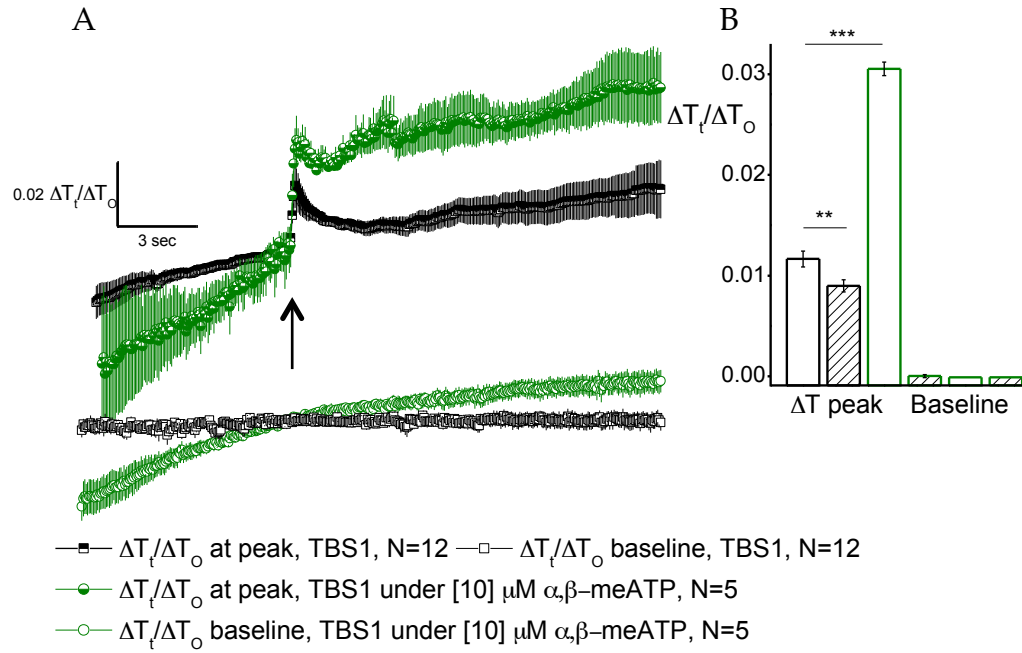 A
B
0.02 ΔTt/ΔTO
3 sec
***
**
ΔTt/ΔTO
0.03
0.02
0.01
0.00
ΔT peak Baseline
ΔTt/ΔTO at peak, TBS1, N=12 ΔTt/ΔTO baseline, TBS1, N=12
ΔTt/ΔTO at peak, TBS1 under [10] μM α,β−meATP, N=5
ΔTt/ΔTO baseline, TBS1 under [10] μM α,β−meATP, N=5